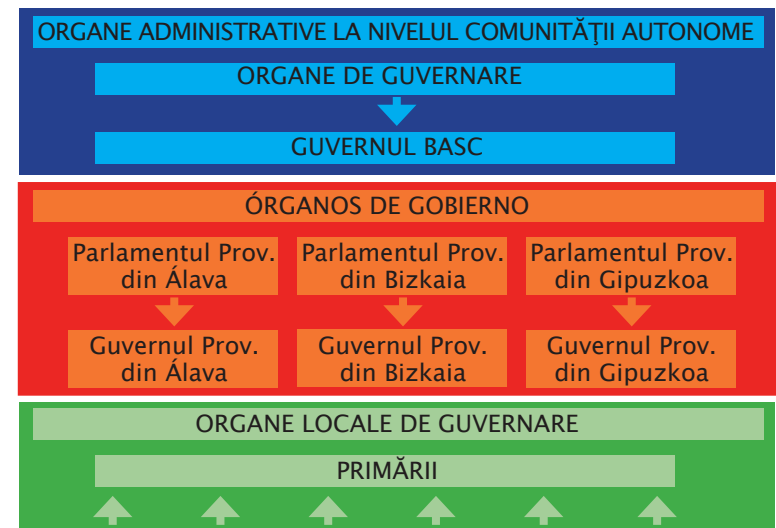 ORGANE ADMINISTRATIVE LA NIVELUL COMUNITĂŢII AUTONOME
ORGANE DE GUVERNARE
GUVERNUL BASC
ÓRGANOS DE GOBIERNO
Parlamentul Prov.
din Álava
Parlamentul Prov.
din Bizkaia
Parlamentul Prov.
din Gipuzkoa
Guvernul Prov.
din Álava
Guvernul Prov.
din Bizkaia
Guvernul Prov.
din Gipuzkoa
ORGANE LOCALE DE GUVERNARE
PRIMĂRII